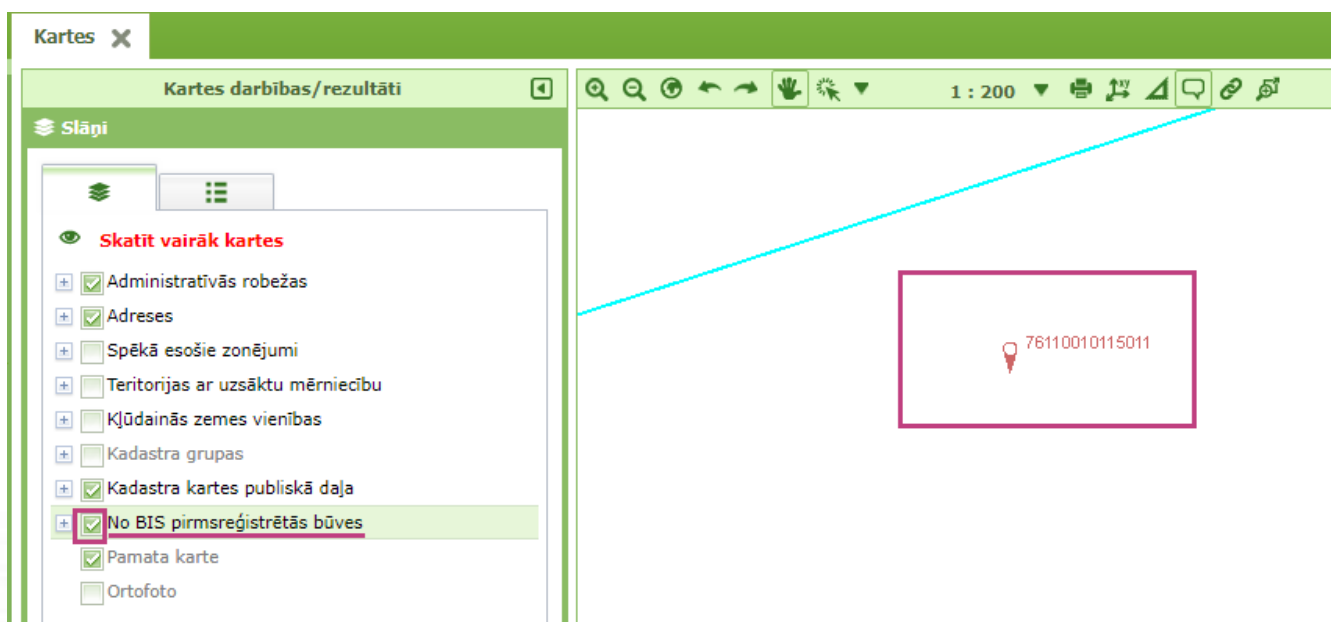 Kartes
Kartes darbības/rezultāti
1 : 200
Slāņi
Skatīt vairāk kartes
Administratīvās robežas
Adreses
Spēkā esošie zonējumi
Teritorijas ar uzsāktu mērniecību
Kļūdainās zemes vienības
Kadastra grupas
Kadastra kartes publiskā daļa
No BIS pirmsreģistrētās būves
Pamata karte
Ortofoto
76110010115011